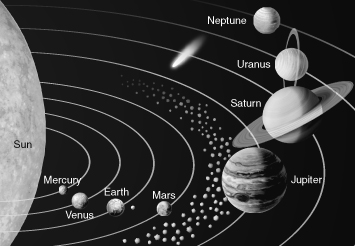 Neptune
Uranus
Saturn
Sun
Mercury
Earth
Mars
Jupiter
Venus